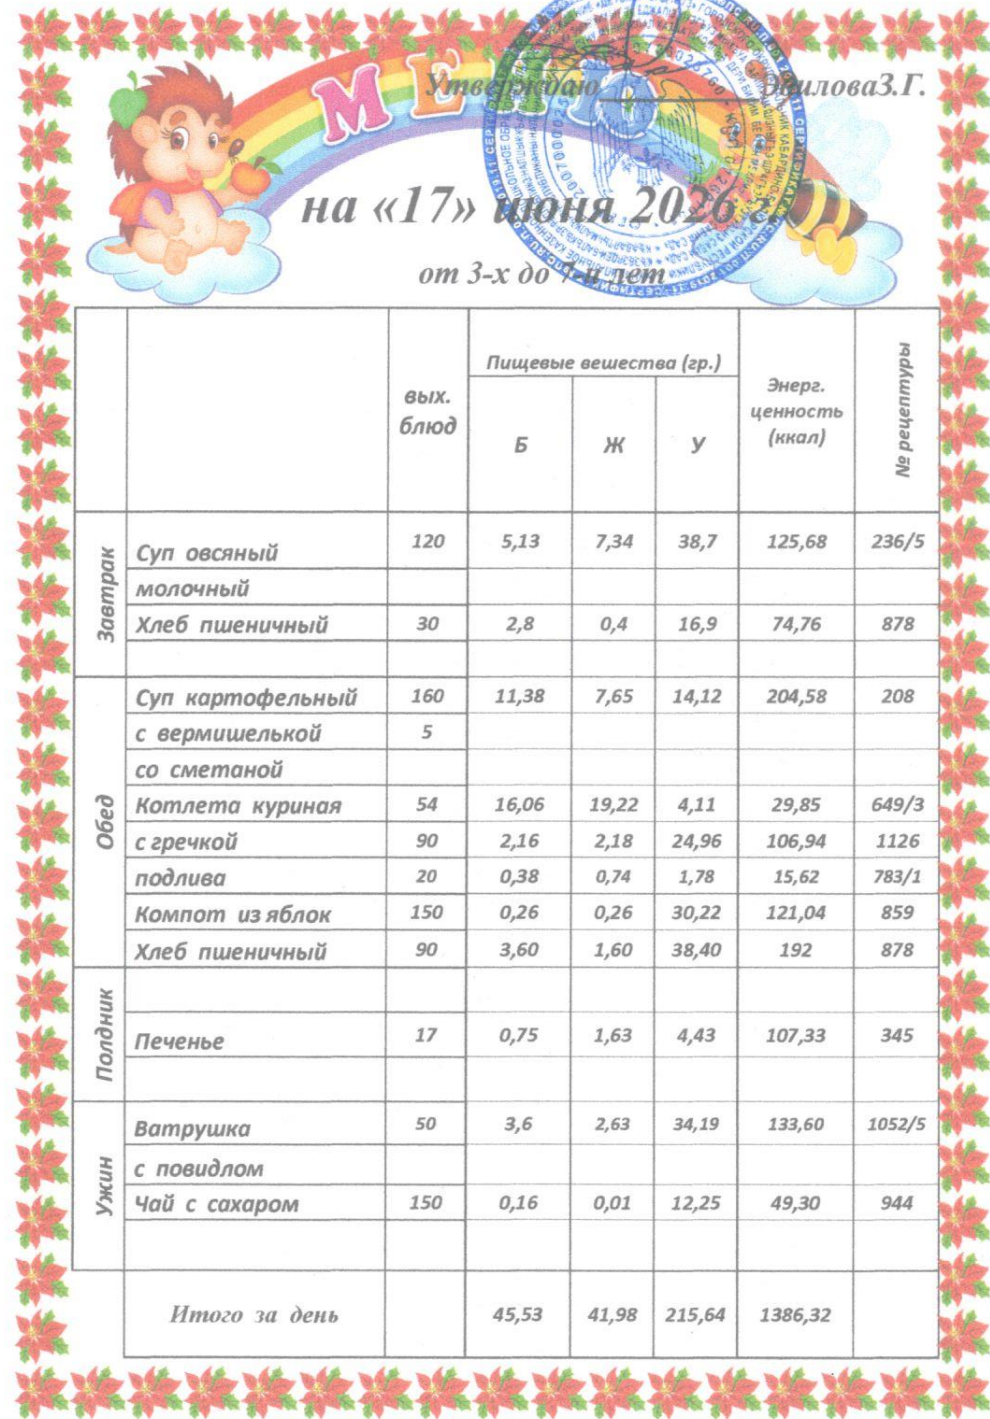 МЕНЮ
Утверждаю
З.Г.
на «17» июня 2026 г.
от 3-х до 7-и лет
вых. блюд
Пищевые вешества (гр.)
Энерг. ценность (ккал)
№ рецептуры
Б Ж У
Завтрак
Суп овсяный 120 5,13 7,34 38,7 125,68 236/5
молочный
Хлеб пшеничный 30 2,8 0,4 16,9 74,76 878
Обед
Суп картофельный 160 11,38 7,65 14,12 204,58 208
с вермишелькой 5
со сметаной
Котлета куриная 54 16,06 19,22 4,11 29,85 649/3
с гречкой 90 2,16 2,18 24,96 106,94 1126
подлива 20 0,38 0,74 1,78 15,62 783/1
Компот из яблок 150 0,26 0,26 30,22 121,04 859
Хлеб пшеничный 90 3,60 1,60 38,40 192 878
Полдник
Печенье 17 0,75 1,63 4,43 107,33 345
Ужин
Ватрушка 50 3,6 2,63 34,19 133,60 1052/5
с повидлом
Чай с сахаром 150 0,16 0,01 12,25 49,30 944
Итого за день 45,53 41,98 215,64 1386,32